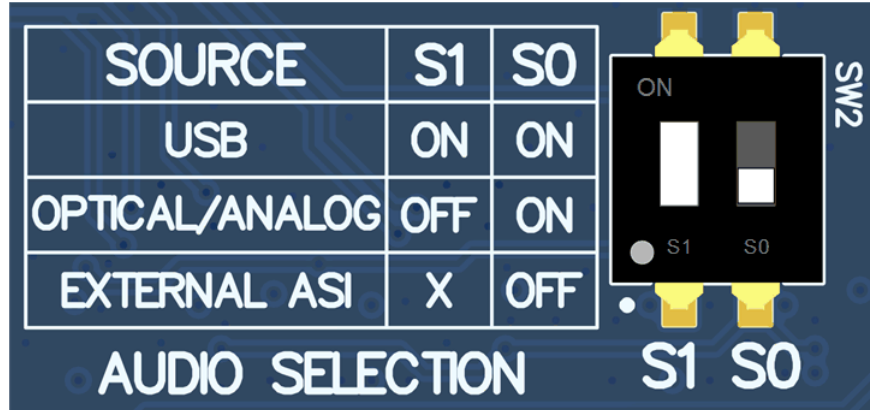 SOURCE S1 S0
USB ON ON
OPTICAL/ANALOG OFF ON
EXTERNAL ASI X OFF
AUDIO SELECTION
ON
S1 S0
SW2
S1 S0